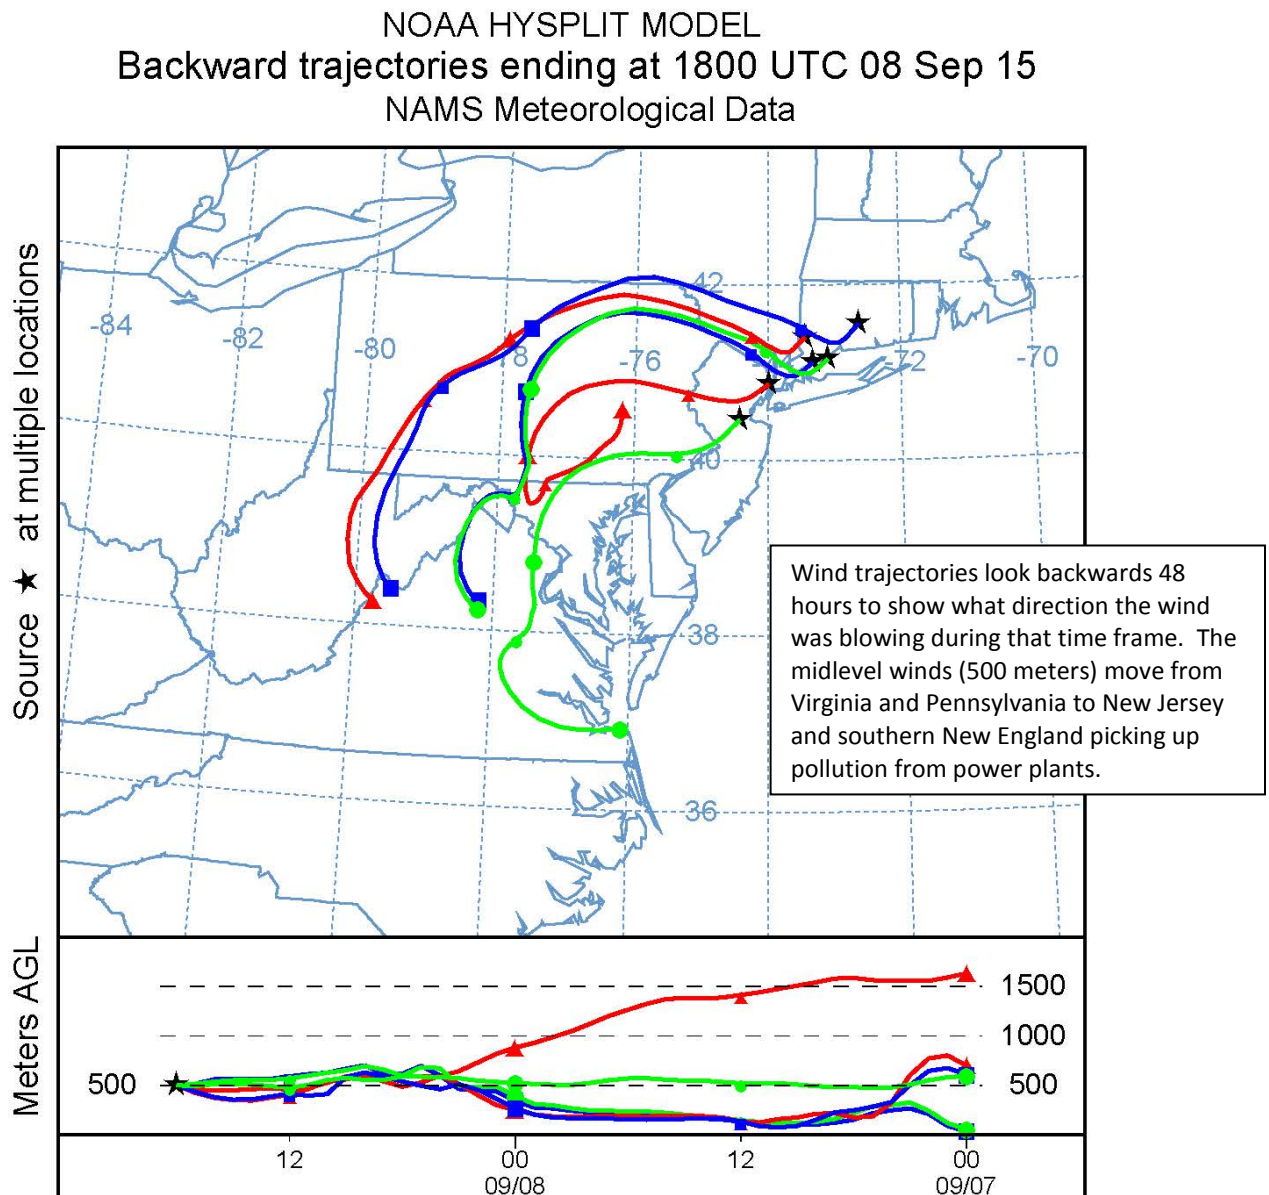 NOAA HYSPLIT MODEL
Backward trajectories ending at 1800 UTC 08 Sep 15
NAMS Meteorological Data
Source ★ at multiple locations
42
-84
-82
-80
8
-76
-72
-70
40
38
36
Wind trajectories look backwards 48
hours to show what direction the wind
was blowing during that time frame. The
midlevel winds (500 meters) move from
Virginia and Pennsylvania to New Jersey
and southern New England picking up
pollution from power plants.
Meters AGL
1500
1000
500
500
12
00
12
00
09/08
09/07